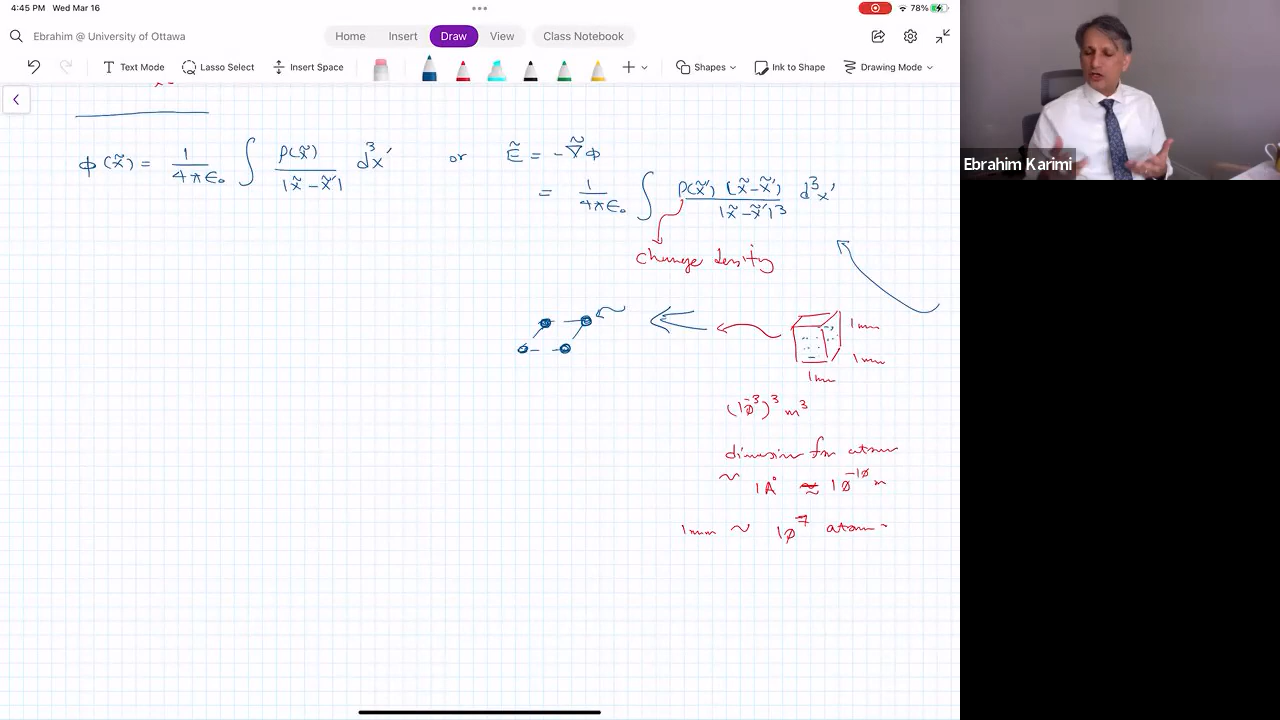 4:45 PM Wed Mar 16
78%
Ebrahim @ University of Ottawa
Home Insert Draw View Class Notebook
Text Mode Lasso Select Insert Space Shapes Ink to Shape Drawing Mode
Φ(x̃) = 1/4πε₀ ∫ ρ(x̃)/|x̃-x̃'| d³x' or Ẽ = -∇̃Φ
= 1/4πε₀ ∫ ρ(x̃') (x̃-x̃')/|x̃-x̃'|³ d³x'
Charge density
1mm
1mm
1mm
(10⁻³)³ m³
dimension for atom
~ 1Å ≈ 10⁻¹⁰ m
1mm ~ 10⁷ atoms
Ebrahim Karimi